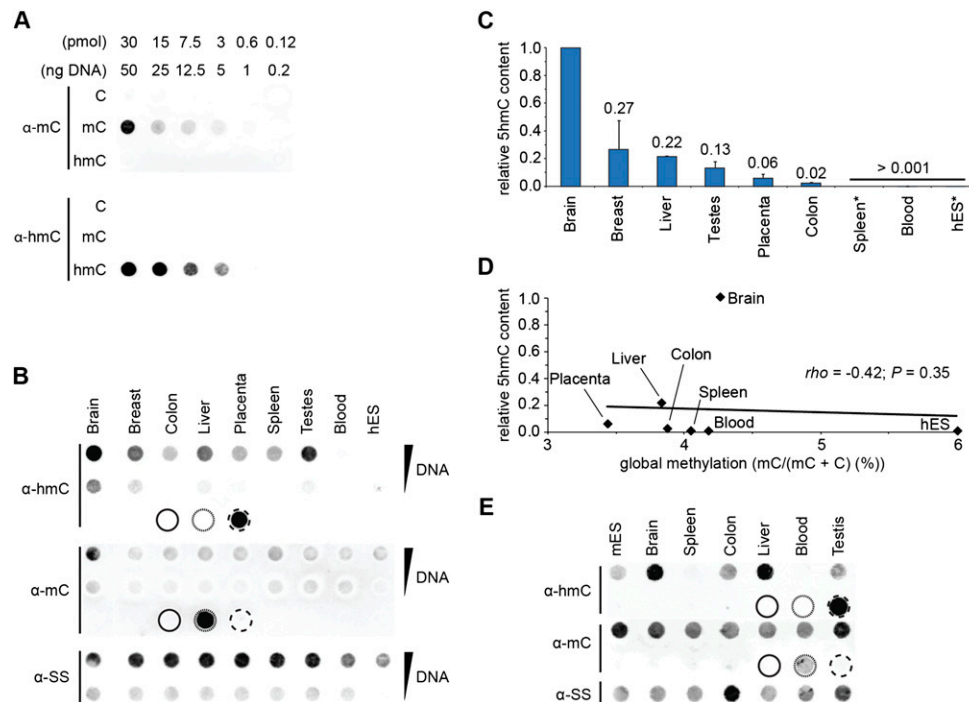 A
(pmol) 30 15 7.5 3 0.6 0.12
(ng DNA) 50 25 12.5 5 1 0.2
α-mC
C
mC
hmC
α-hmC
C
mC
hmC
B
Brain Breast Colon Liver Placenta Spleen Testes Blood hES
α-hmC
DNA
α-mC
DNA
α-SS
DNA
C
relative 5hmC content
1.0
0.8
0.6
0.4
0.2
0.0
0.27
0.22
0.13
0.06
0.02
> 0.001
Brain Breast Liver Testes Placenta Colon Spleen* Blood hES*
D
relative 5hmC content
1.0
0.8
0.6
0.4
0.2
0.0
Brain
Liver
Colon
Placenta
Spleen
Blood
hES
rho = -0.42; P = 0.35
3 4 5 6
global methylation (mC/(mC + C) (%))
E
mES Brain Spleen Colon Liver Blood Testis
α-hmC
α-mC
α-SS